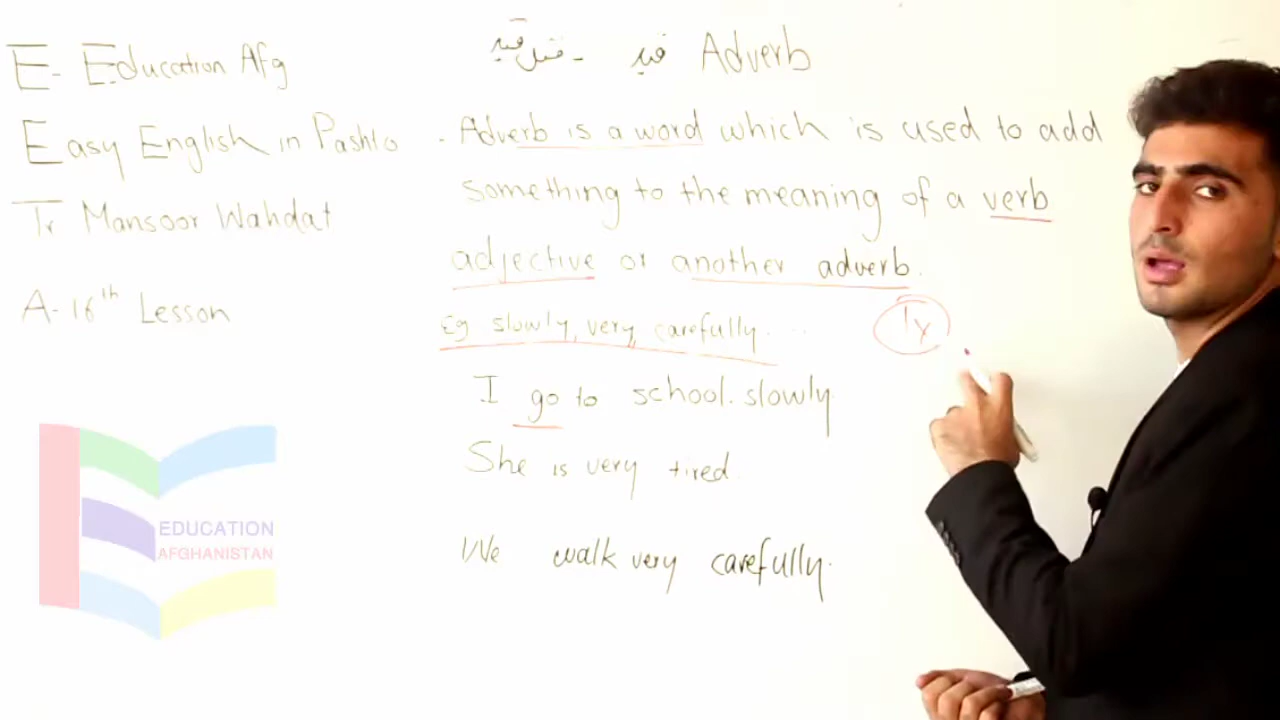 E- Education Afg
Easy English in Pashto
Tr Mansoor Wahdat
A-16th Lesson
Adverb قید - 
. Adverb is a word which is used to add
something to the meaning of a verb
adjective or another adverb.
Eg slowly, very, carefully. ...
ly
I go to school. slowly
She is very tired.
We walk very carefully.
EDUCATION
AFGHANISTAN